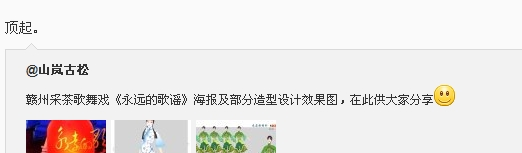 顶起。
@山岚古松
赣州采茶歌舞戏《永远的歌谣》海报及部分造型设计效果图，在此供大家分享